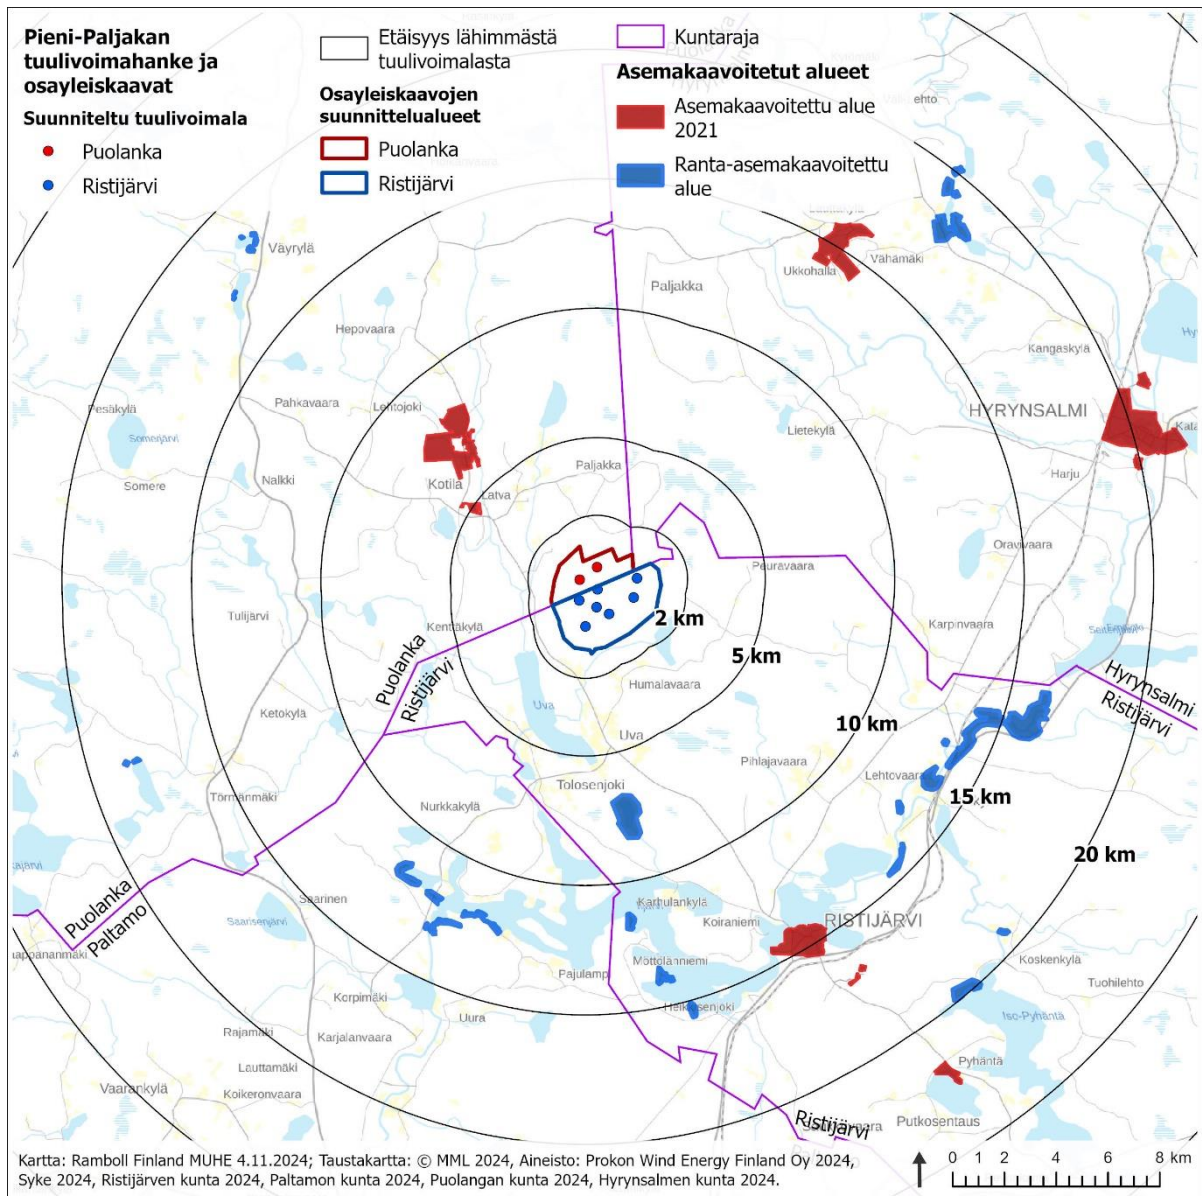 Pieni-Paljakan
tuulivoimahanke ja
osayleiskaavat
Suunniteltu tuulivoimala
Puolanka
Ristijärvi
Etäisyys lähimmästä
tuulivoimalasta
Osayleiskaavojen
suunnittelualueet
Puolanka
Ristijärvi
Kuntaraja
Asemakaavoitetut alueet
Asemakaavoitettu alue
2021
Ranta-asemakaavoitettu
alue
Väyrylä
Ukkohalla
Vähämäki
Paljakka
Hepovaara
Kangaskylä
Pesäkylä
Pahkavaara
Lehtojoki
HYRYNSALMI
Somerjärvi
Lietekylä
Paljakka
Harju
Somere
Nalkki
Kotila
Latva
Oravivaara
Peuravaara
Tulijärvi
Kenttäkylä
2 km
Karpinvaara
5 km
Puolanka
Ristijärvi
Humalavaara
Hyrynsalmi
Ristijärvi
Uva
Ketokylä
10 km
Uva
Pihlajavaara
Lehtovaara
Tolosenjoki
Törmänmäki
Nurkkakylä
15 km
20 km
Puolanka
Paltamo
Saarinen
Saarisenjärvi
Karhulankylä
Koiraniemi
RISTIJÄRVI
Mottolanniemi
Koskenkylä
Pajulampi
Tuohilehto
Korpimäki
Heikkisenjoki
Uura
Iso-Pyhäntä
Rajamäki
Karjalanvaara
Lauttamäki
Pyhäntä
Vaarankylä
Koikeronvaara
Ristijärvi
Putkosentaus
Kartta: Ramboll Finland MUHE 4.11.2024; Taustakartta: © MML 2024, Aineisto: Prokon Wind Energy Finland Oy 2024,
Syke 2024, Ristijärven kunta 2024, Paltamon kunta 2024, Puolangan kunta 2024, Hyrynsalmen kunta 2024.
0 1 2 4 6 8 km